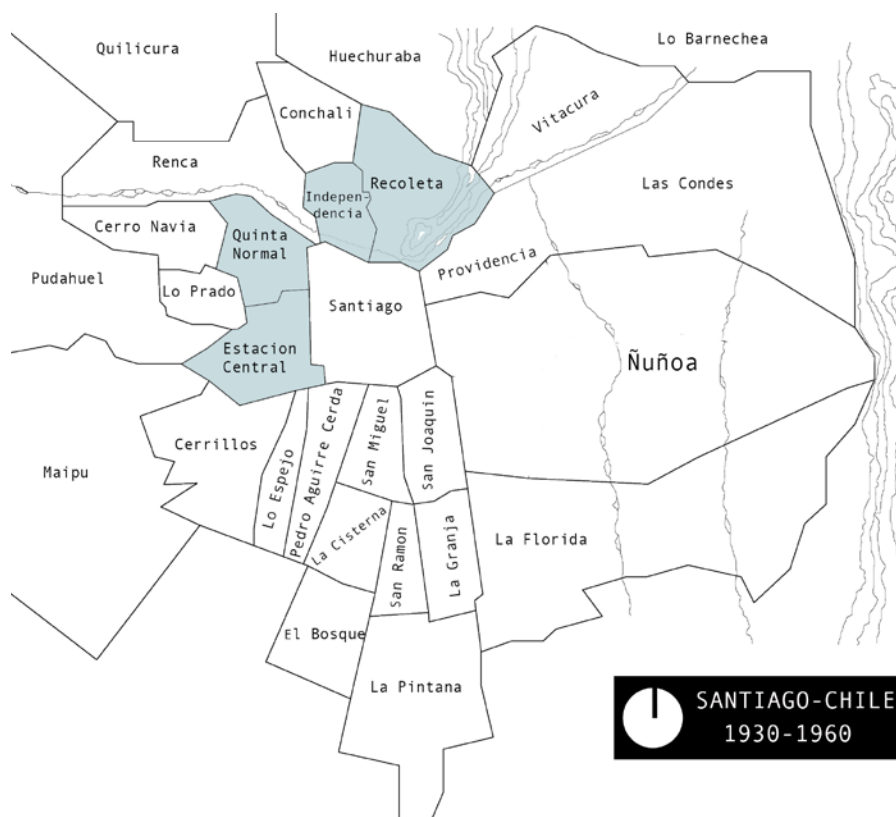 Quilicura
Huechuraba
Lo Barnechea
Conchali
Vitacura
Renca
Indepen-
dencia
Recoleta
Las Condes
Cerro Navia
Quinta
Normal
Pudahuel
Lo Prado
Providencia
Santiago
Estacion
Central
Ñuñoa
Cerrillos
Maipu
Lo Espejo
Pedro Aguirre Cerda
San Miguel
San Joaquin
La Cisterna
San Ramon
La Granja
La Florida
El Bosque
La Pintana
SANTIAGO-CHILE
1930-1960